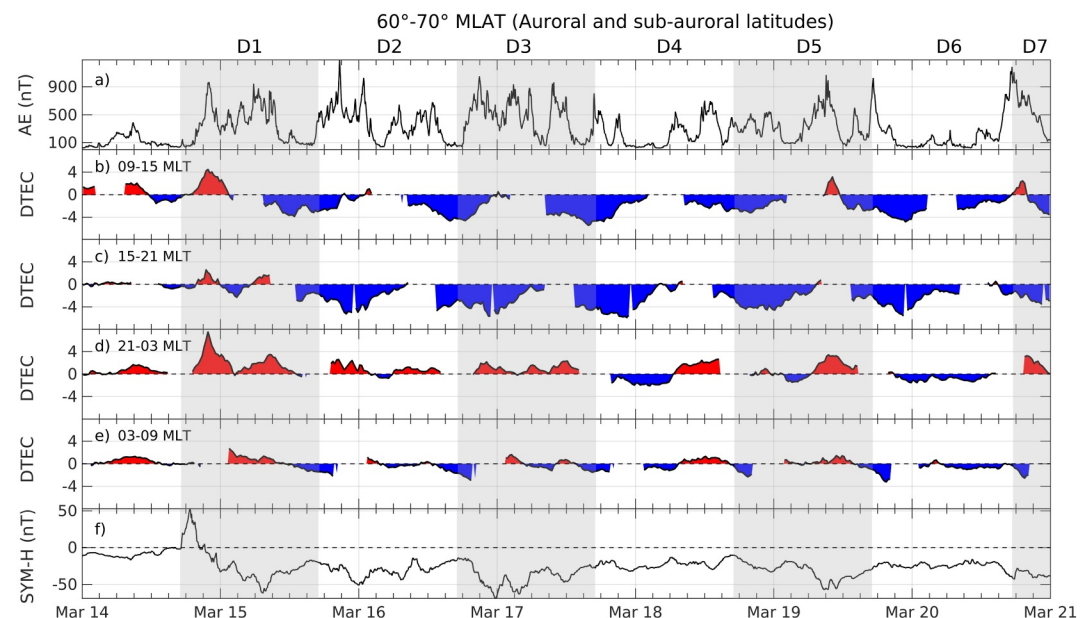 60°-70° MLAT (Auroral and sub-auroral latitudes)
D1 D2 D3 D4 D5 D6 D7
a)
AE (nT)
900
500
100
b) 09-15 MLT
DTEC
4
0
-4
c) 15-21 MLT
DTEC
4
0
-4
d) 21-03 MLT
DTEC
4
0
-4
e) 03-09 MLT
DTEC
4
0
-4
f)
SYM-H (nT)
50
0
-50
Mar 14 Mar 15 Mar 16 Mar 17 Mar 18 Mar 19 Mar 20 Mar 21